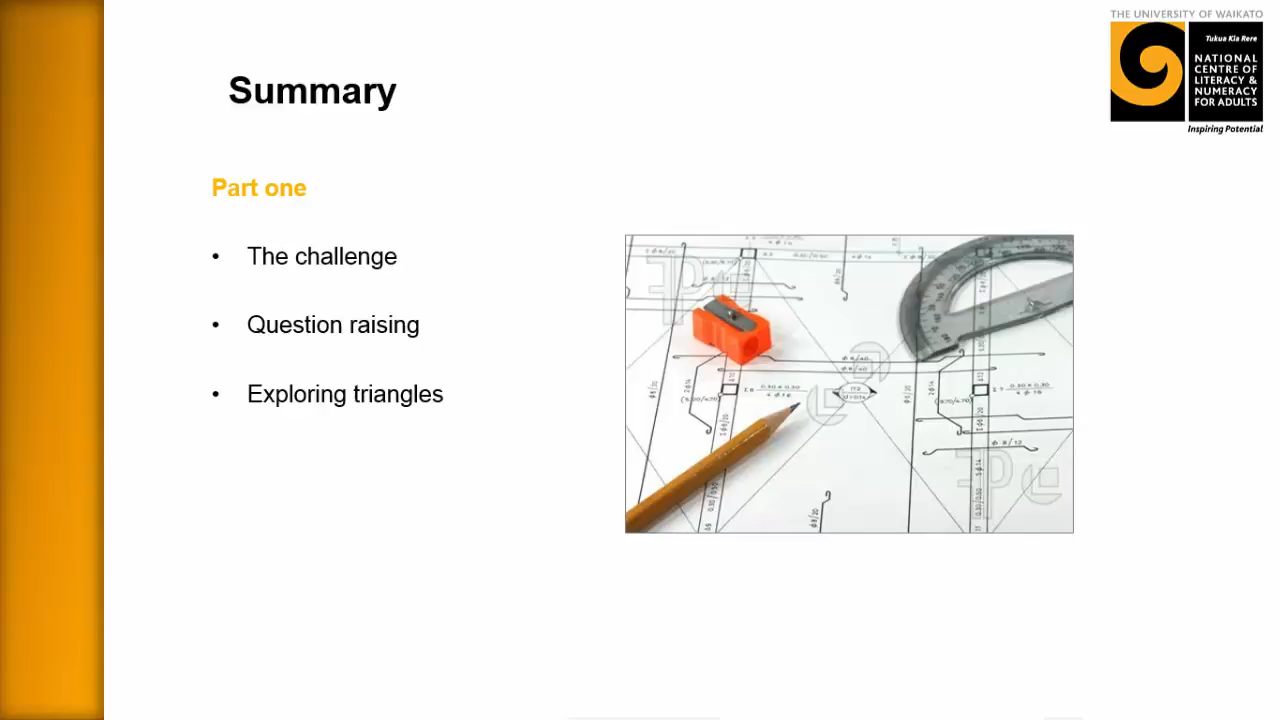 THE UNIVERSITY OF WAIKATO
Tukua Kia Rere
NATIONAL
CENTRE OF
LITERACY &
NUMERACY
FOR ADULTS
Inspiring Potential
Summary
Part one
• The challenge
• Question raising
• Exploring triangles